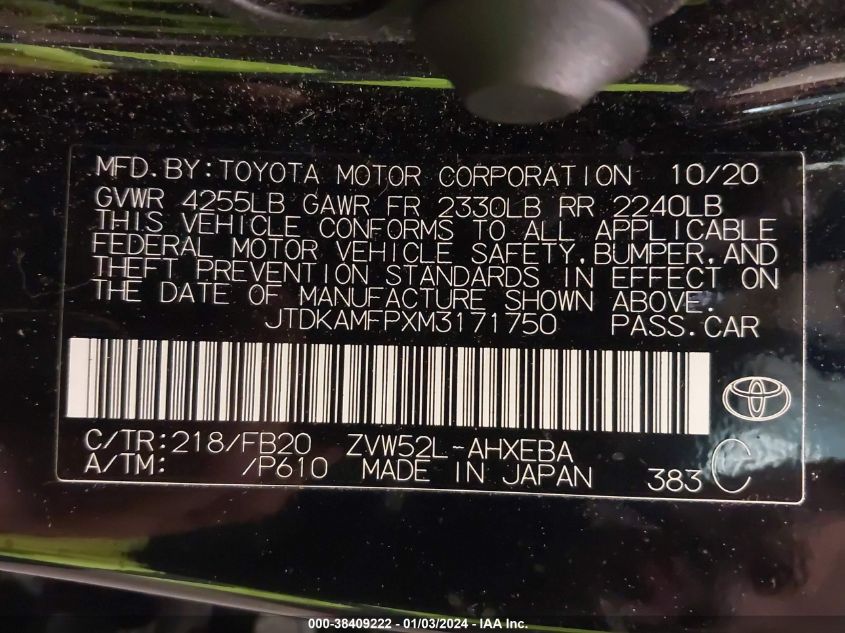 MFD.BY:TOYOTA MOTOR CORPORATION 10/20
GVWR 4255LB GAWR FR 2330LB RR 2240LB
THIS VEHICLE CONFORMS TO ALL APPLICABLE
FEDERAL MOTOR VEHICLE SAFETY,BUMPER,AND
THEFT PREVENTION STANDARDS IN EFFECT ON
THE DATE OF MANUFACTURE SHOWN ABOVE.
JTDKAMFPXM3171750 PASS.CAR
C/TR:218/FB20 ZVW52L-AHXEBA
A/TM: /P610 MADE IN JAPAN 383 C
000-38409222 - 01/03/2024 - IAA Inc.